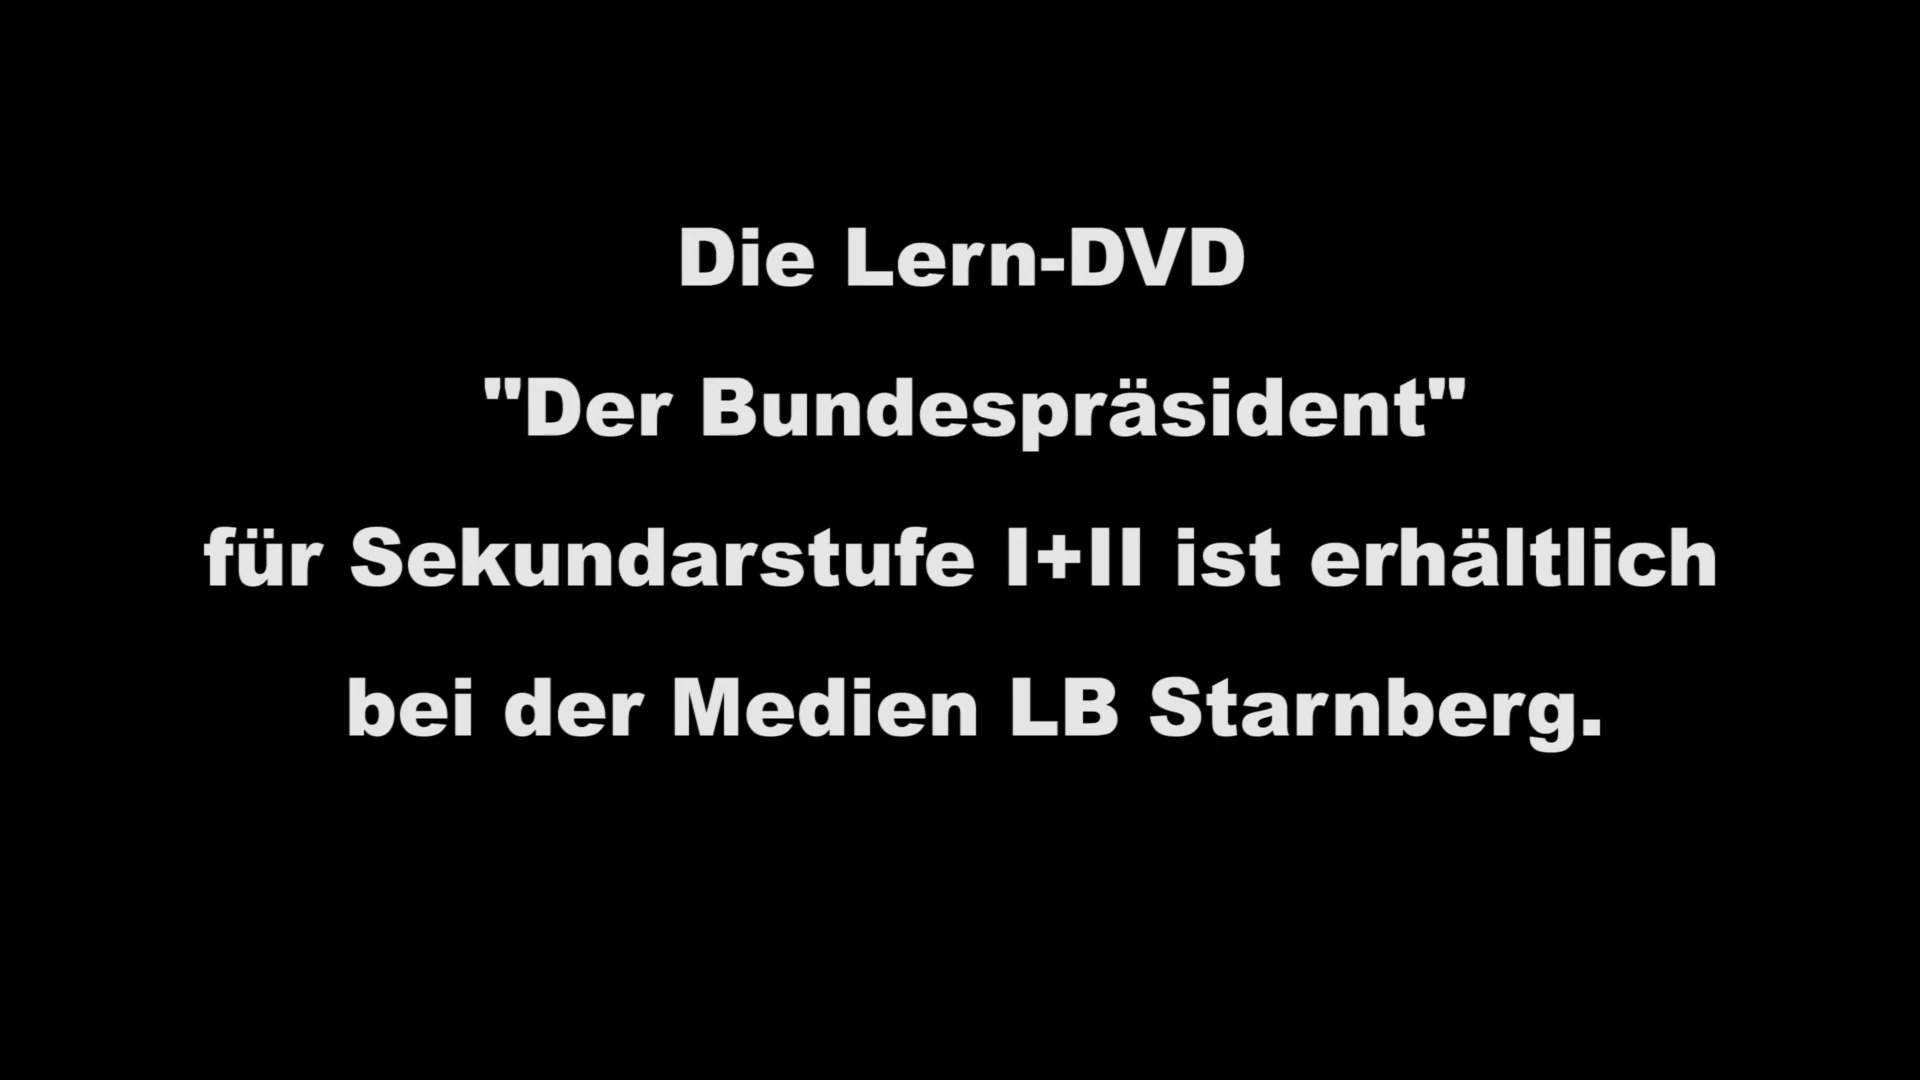 Die Lern-DVD
"Der Bundespräsident"
für Sekundarstufe I+II ist erhältlich
bei der Medien LB Starnberg.